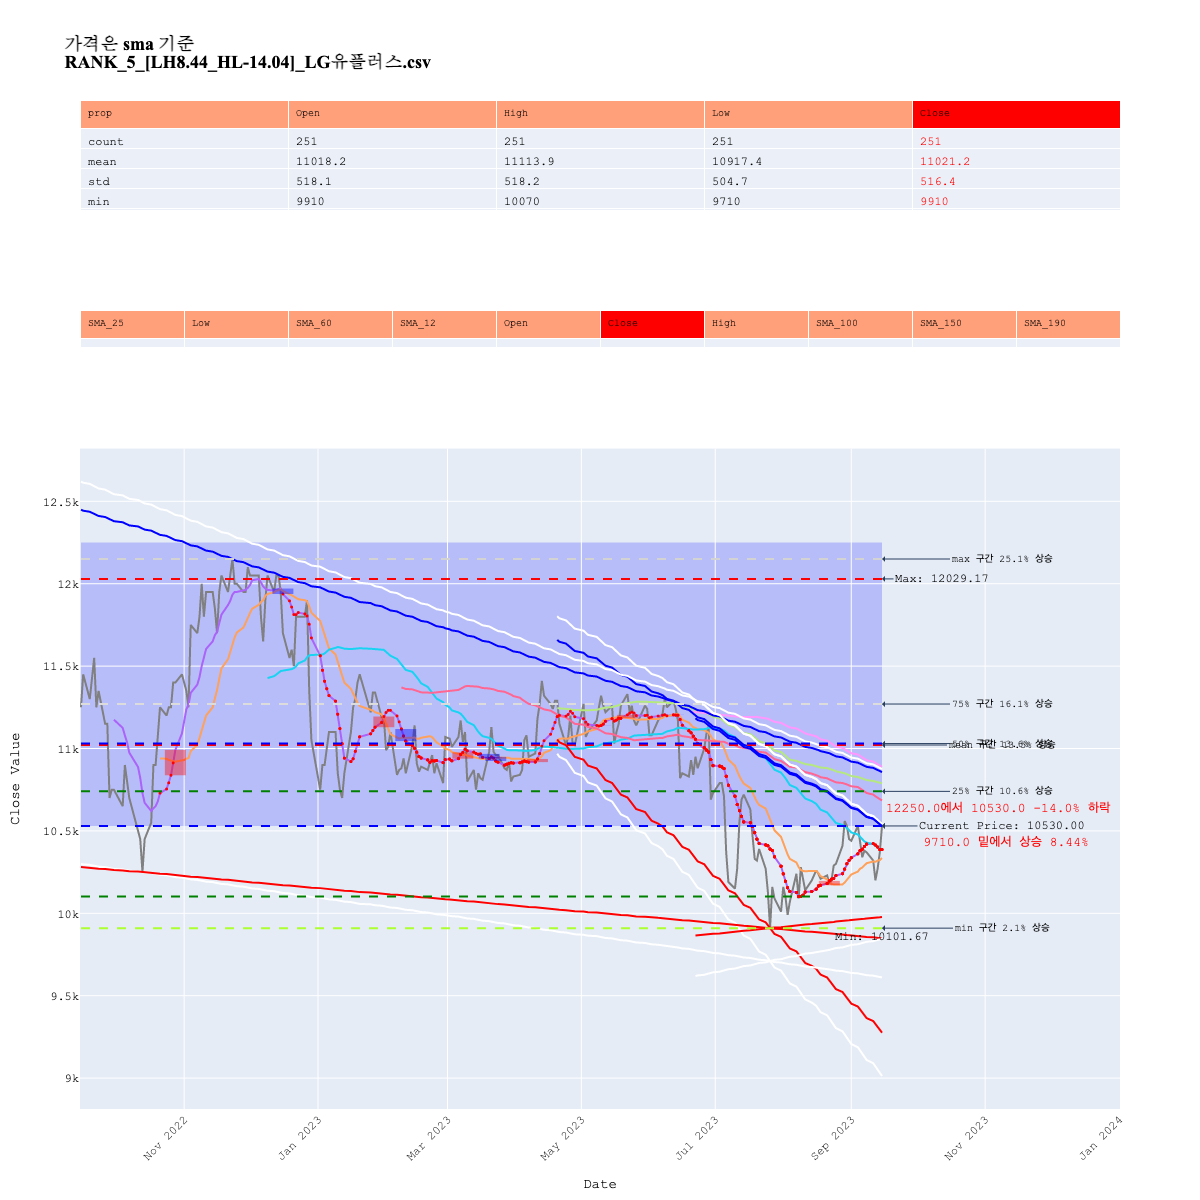 가격은 sma 기준
RANK_5_[LH8.44_HL-14.04]_LG유플러스.csv
prop Open High Low Close
count 251 251 251 251
mean 11018.2 11113.9 10917.4 11021.2
std 518.1 518.2 504.7 516.4
min 9910 10070 9710 9910
SMA_25 Low SMA_60 SMA_12 Open Close High SMA_100 SMA_150 SMA_190
12.5k
max 구간 25.1% 상승
Max: 12029.17
12k
11.5k
75% 구간 16.1% 상승
11k
25% 구간 10.6% 상승
12250.0에서 10530.0 -14.0% 하락
Current Price: 10530.00
10.5k
9710.0 밑에서 상승 8.44%
10k
min 구간 2.1% 상승
Min: 10101.67
9.5k
9k
Close Value
Nov 2022 Jan 2023 Mar 2023 May 2023 Jul 2023 Sep 2023 Nov 2023 Jan 2024
Date